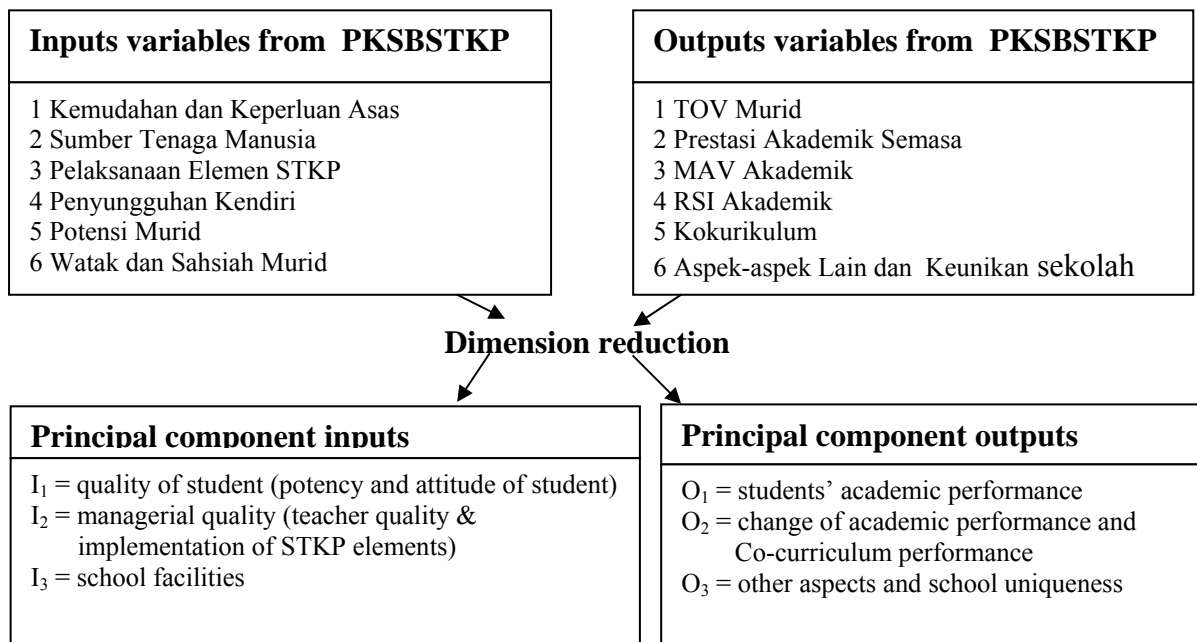 Inputs variables from PKSBSTKP
1 Kemudahan dan Keperluan Asas
2 Sumber Tenaga Manusia
3 Pelaksanaan Elemen STKP
4 Penyungguhan Kendiri
5 Potensi Murid
6 Watak dan Sahsiah Murid
Outputs variables from PKSBSTKP
1 TOV Murid
2 Prestasi Akademik Semasa
3 MAV Akademik
4 RSI Akademik
5 Kokurikulum
6 Aspek-aspek Lain dan Keunikan sekolah
Dimension reduction
Principal component inputs
I₁ = quality of student (potency and attitude of student)
I₂ = managerial quality (teacher quality &
implementation of STKP elements)
I₃ = school facilities
Principal component outputs
O₁ = students’ academic performance
O₂ = change of academic performance and
Co-curriculum performance
O₃ = other aspects and school uniqueness